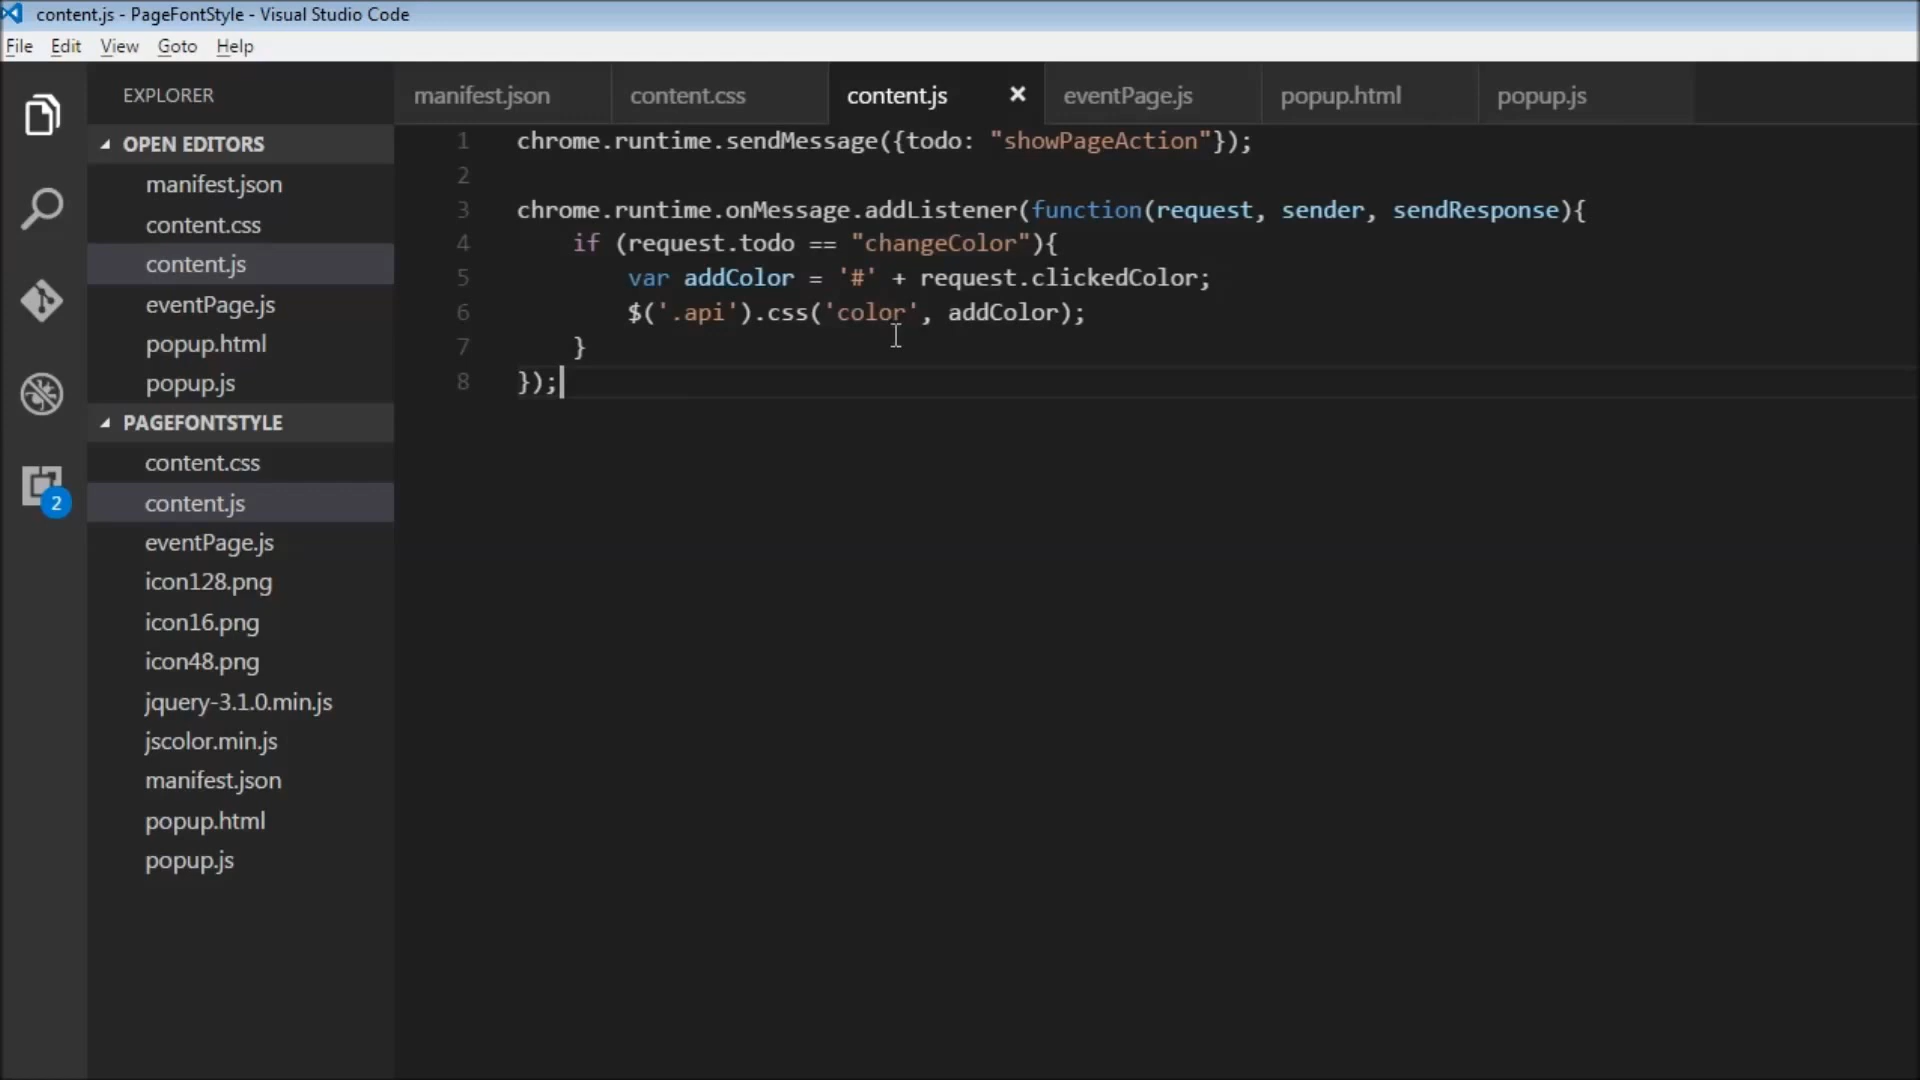 content.js - PageFontStyle - Visual Studio Code
File Edit View Goto Help
EXPLORER
OPEN EDITORS
manifest.json
content.css
content.js
eventPage.js
popup.html
popup.js
PAGEFONTSTYLE
content.css
content.js
eventPage.js
icon128.png
icon16.png
icon48.png
jquery-3.1.0.min.js
jscolor.min.js
manifest.json
popup.html
popup.js
2
manifest.json content.css content.js eventPage.js popup.html popup.js
1 chrome.runtime.sendMessage({todo: "showPageAction"});
2
3 chrome.runtime.onMessage.addListener(function(request, sender, sendResponse){
4     if (request.todo == "changeColor"){
5         var addColor = '#' + request.clickedColor;
6         $('.api').css('color', addColor);
7     }
8 });